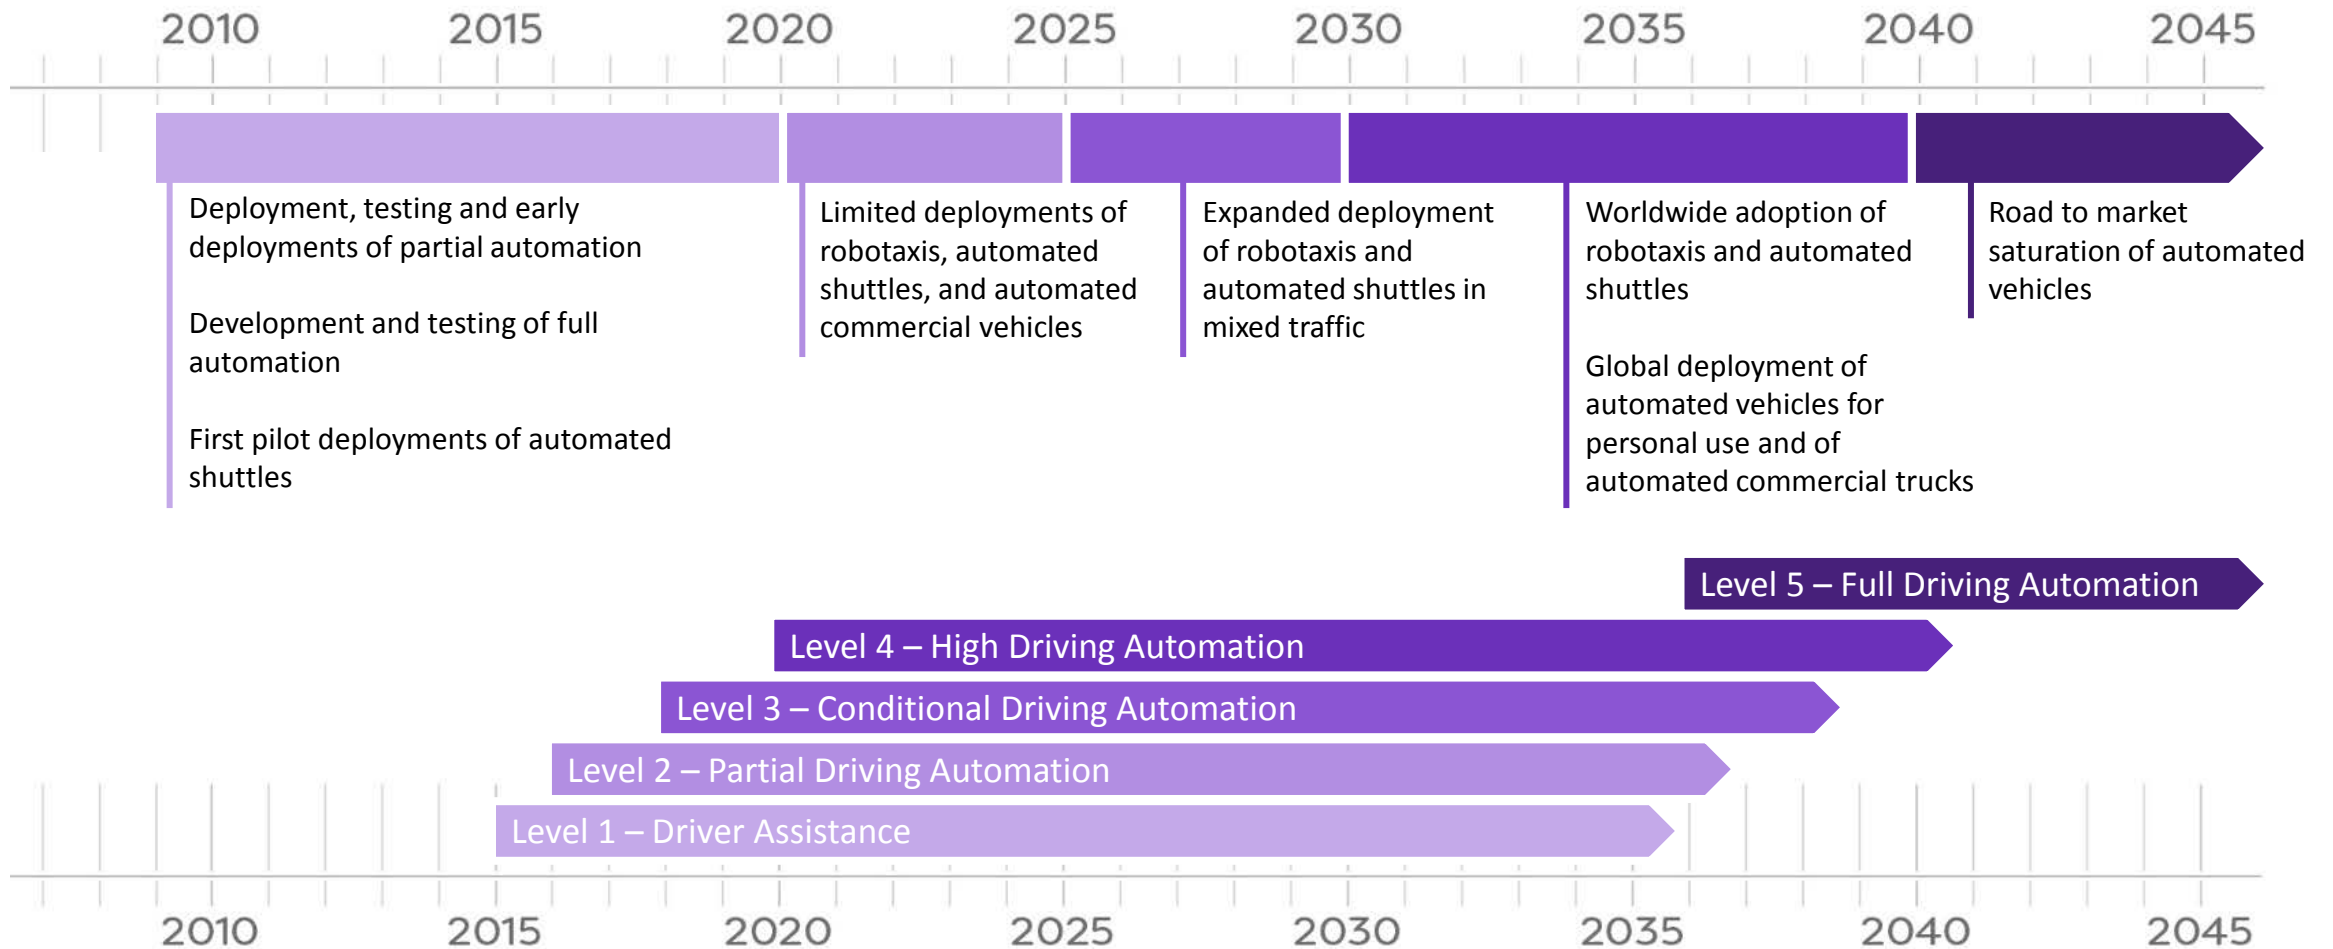 2010 2015 2020 2025 2030 2035 2040 2045
Deployment, testing and early
deployments of partial automation
Development and testing of full
automation
First pilot deployments of automated
shuttles
Limited deployments of
robotaxis, automated
shuttles, and automated
commercial vehicles
Expanded deployment
of robotaxis and
automated shuttles in
mixed traffic
Worldwide adoption of
robotaxis and automated
shuttles
Global deployment of
automated vehicles for
personal use and of
automated commercial trucks
Road to market
saturation of automated
vehicles
Level 5 – Full Driving Automation
Level 4 – High Driving Automation
Level 3 – Conditional Driving Automation
Level 2 – Partial Driving Automation
Level 1 – Driver Assistance
2010 2015 2020 2025 2030 2035 2040 2045